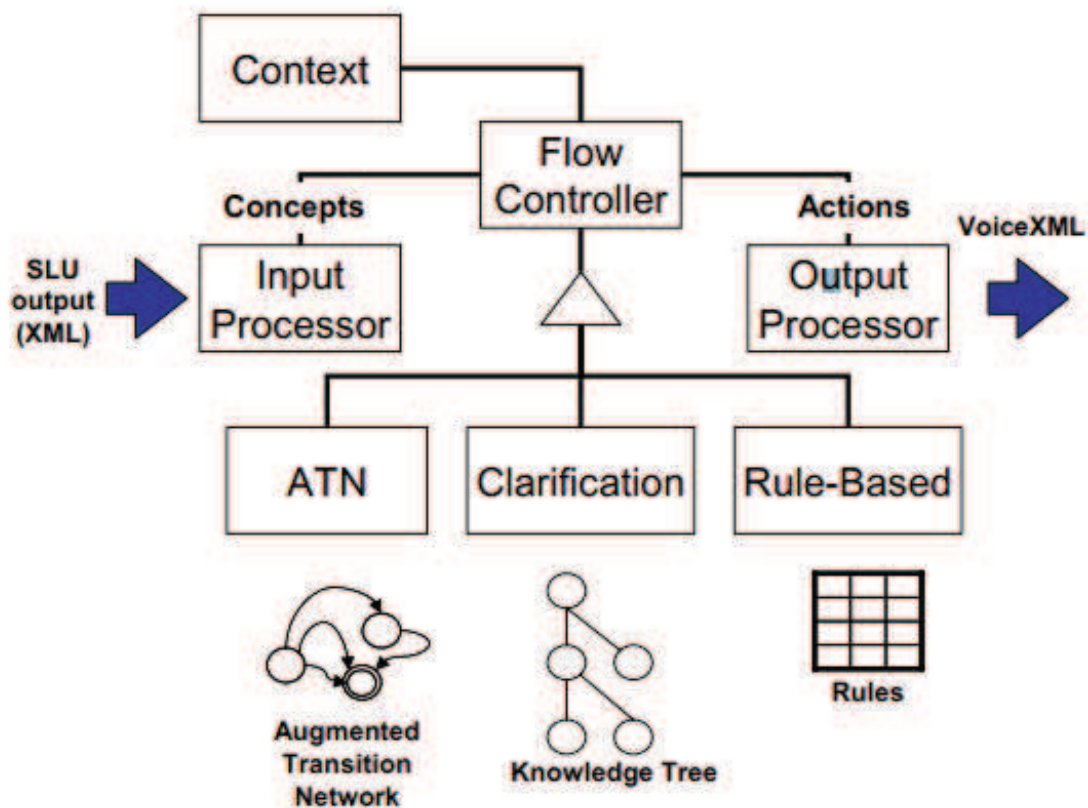 Context
Flow
Controller
Concepts
Actions
VoiceXML
SLU
output
(XML)
Input
Processor
Output
Processor
ATN
Clarification
Rule-Based
Augmented
Transition
Network
Knowledge Tree
Rules